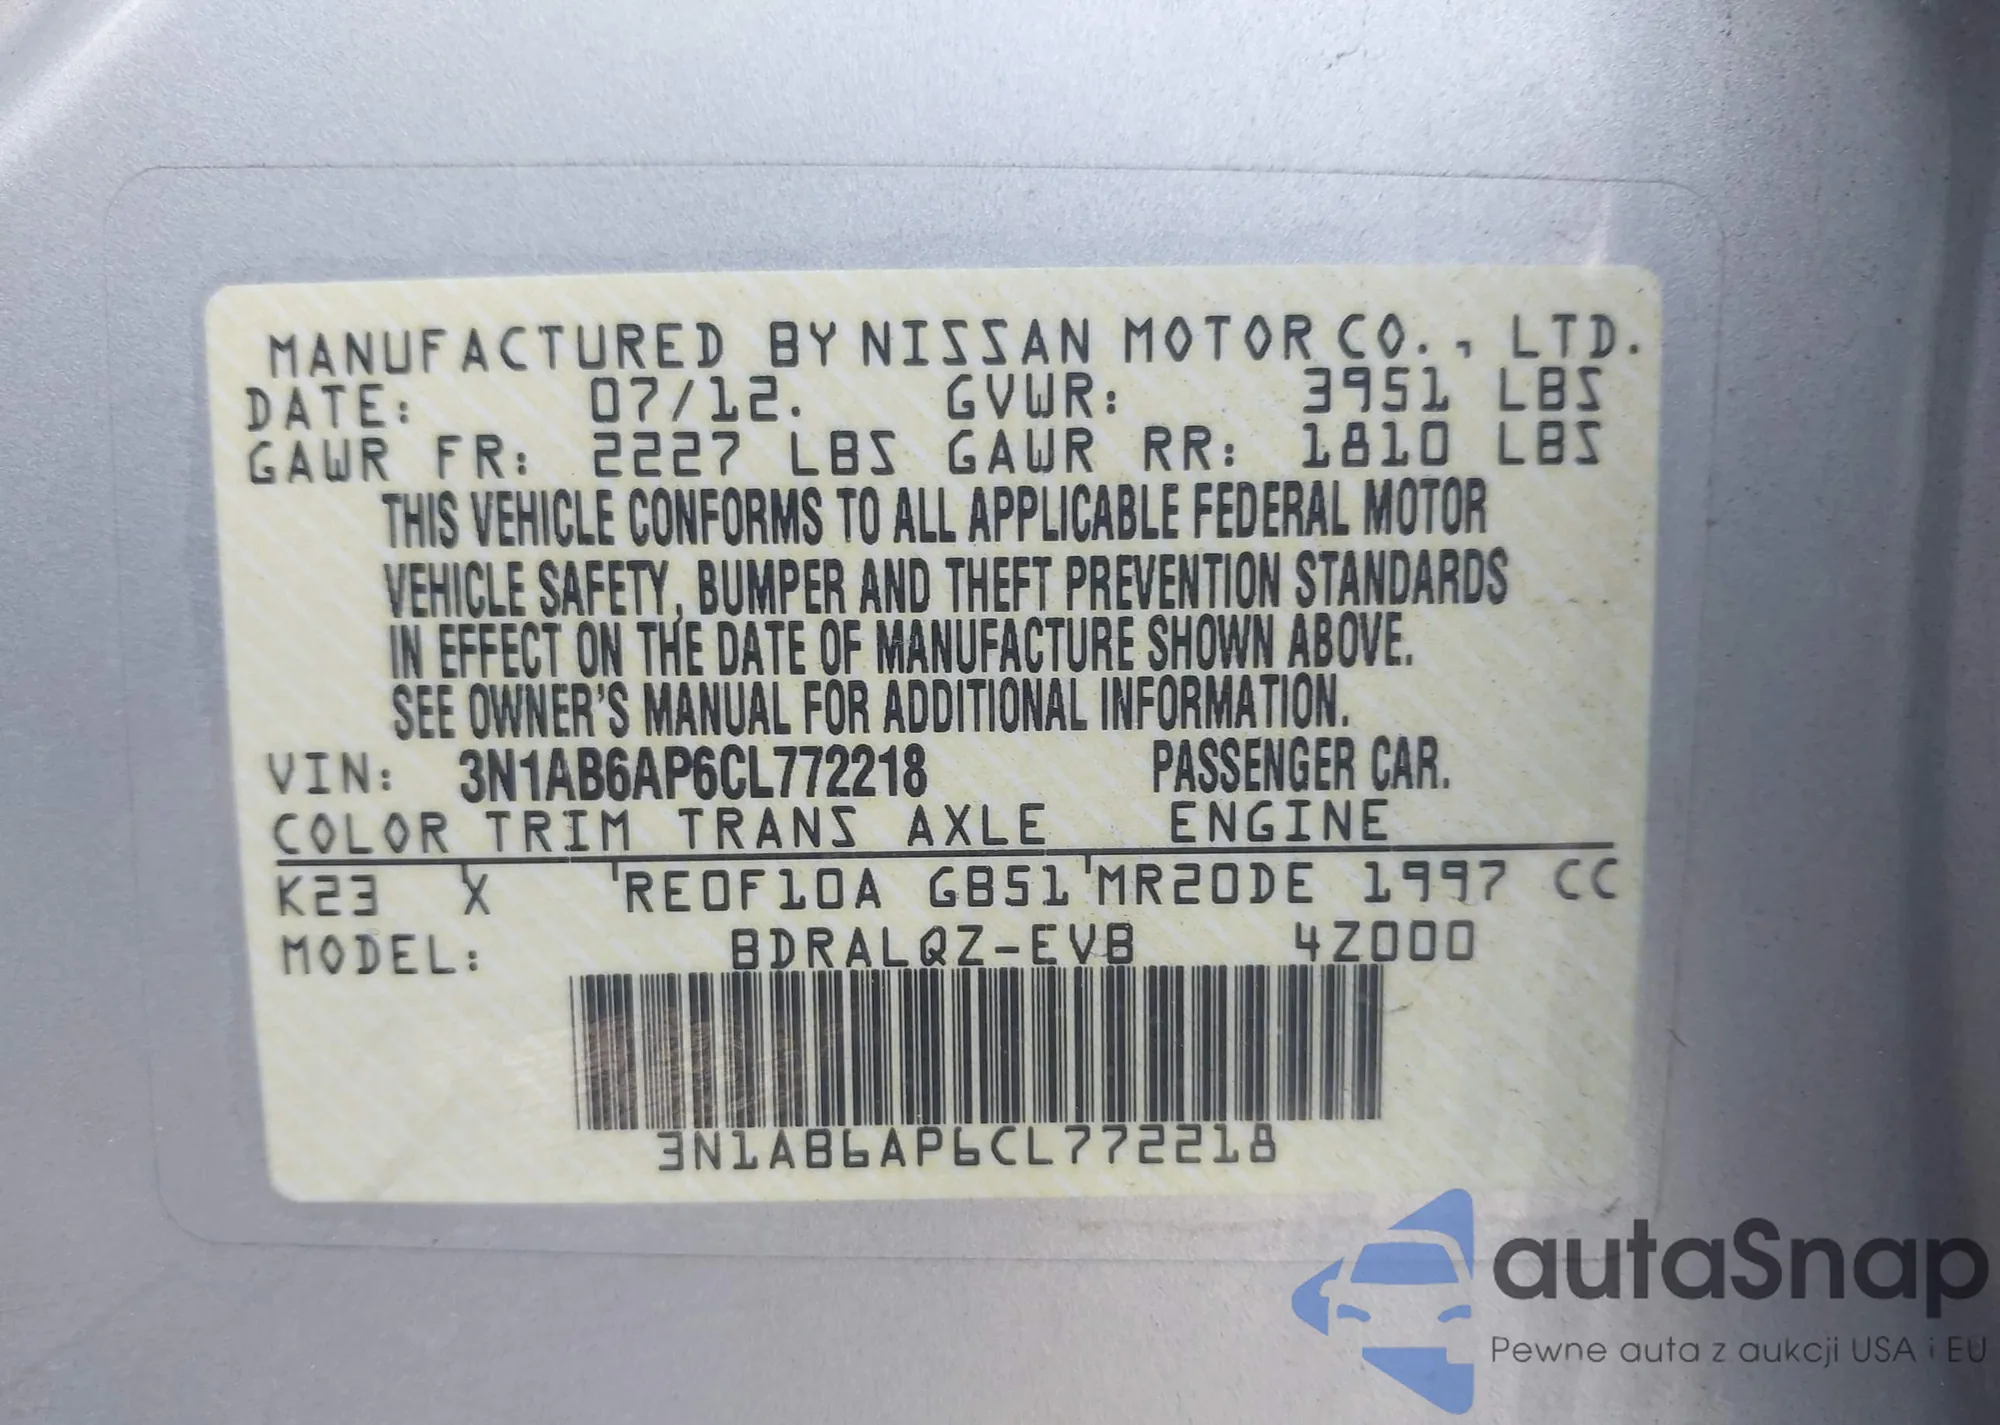 MANUFACTURED BY NISSAN MOTOR CO., LTD.
DATE: 07/12. GVWR: 3951 LBS
GAWR FR: 2227 LBS GAWR RR: 1810 LBS
THIS VEHICLE CONFORMS TO ALL APPLICABLE FEDERAL MOTOR
VEHICLE SAFETY, BUMPER AND THEFT PREVENTION STANDARDS
IN EFFECT ON THE DATE OF MANUFACTURE SHOWN ABOVE.
SEE OWNER'S MANUAL FOR ADDITIONAL INFORMATION.
VIN: 3N1AB6AP6CL772218 PASSENGER CAR.
COLOR TRIM TRANS AXLE ENGINE
K23 X RE0F10A GB51 MR20DE 1997 CC
MODEL: BDRALQZ-EVB 4Z000
3N1AB6AP6CL772218
autaSnap
Pewne auta z aukcji USA i EU